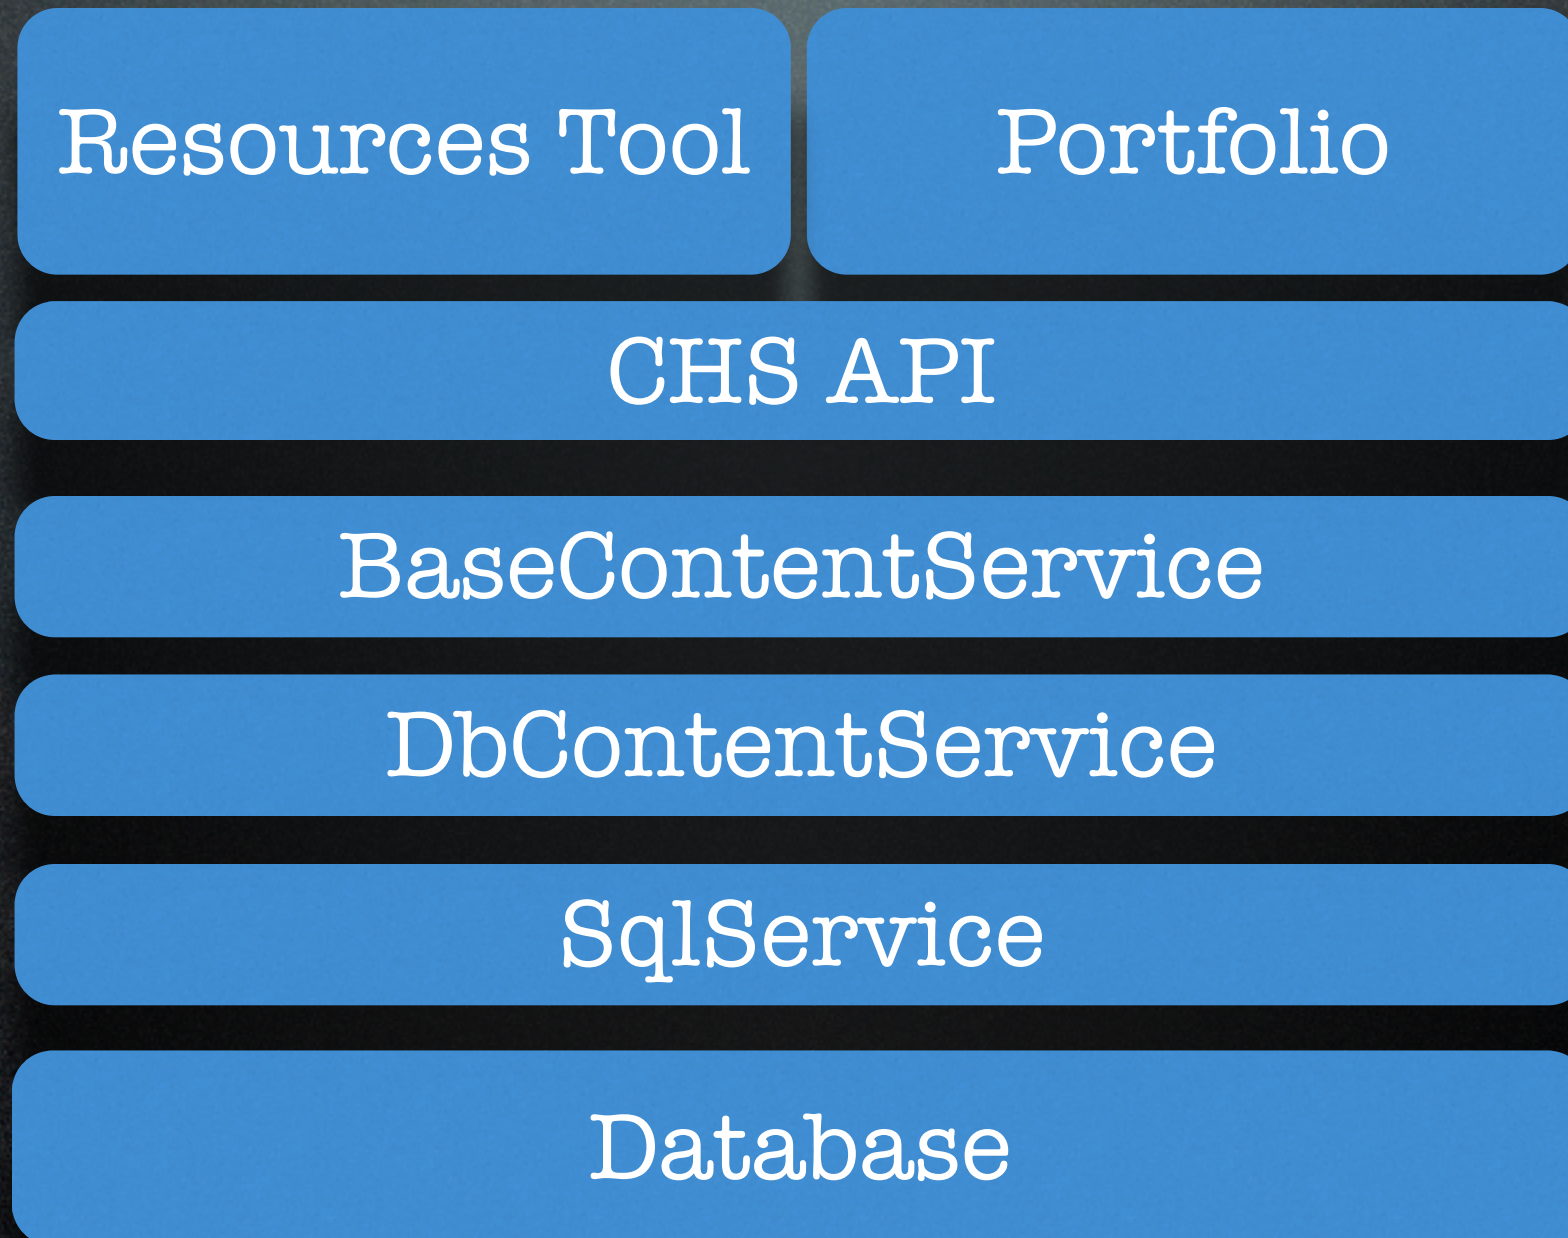 Resources Tool
Portfolio
CHS API
BaseContentService
DbContentService
SqlService
Database